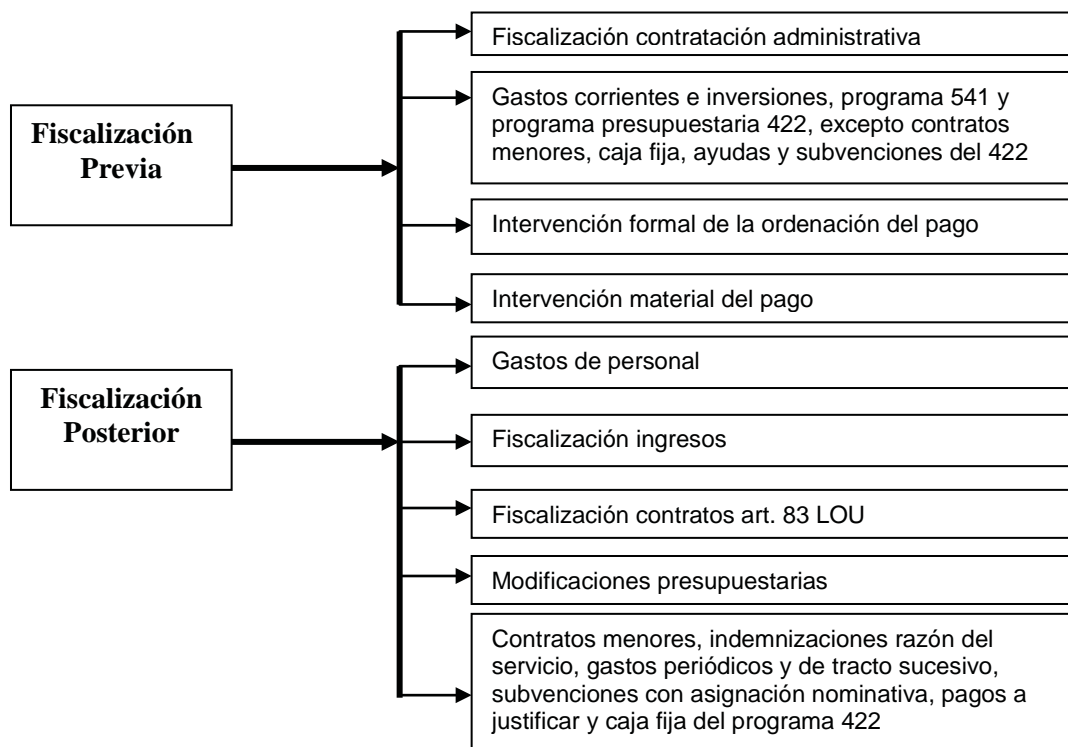 Fiscalización contratación administrativa
Fiscalización
Previa
Gastos corrientes e inversiones, programa 541 y
programa presupuestaria 422, excepto contratos
menores, caja fija, ayudas y subvenciones del 422
Intervención formal de la ordenación del pago
Intervención material del pago
Fiscalización
Posterior
Gastos de personal
Fiscalización ingresos
Fiscalización contratos art. 83 LOU
Modificaciones presupuestarias
Contratos menores, indemnizaciones razón del
servicio, gastos periódicos y de tracto sucesivo,
subvenciones con asignación nominativa, pagos a
justificar y caja fija del programa 422